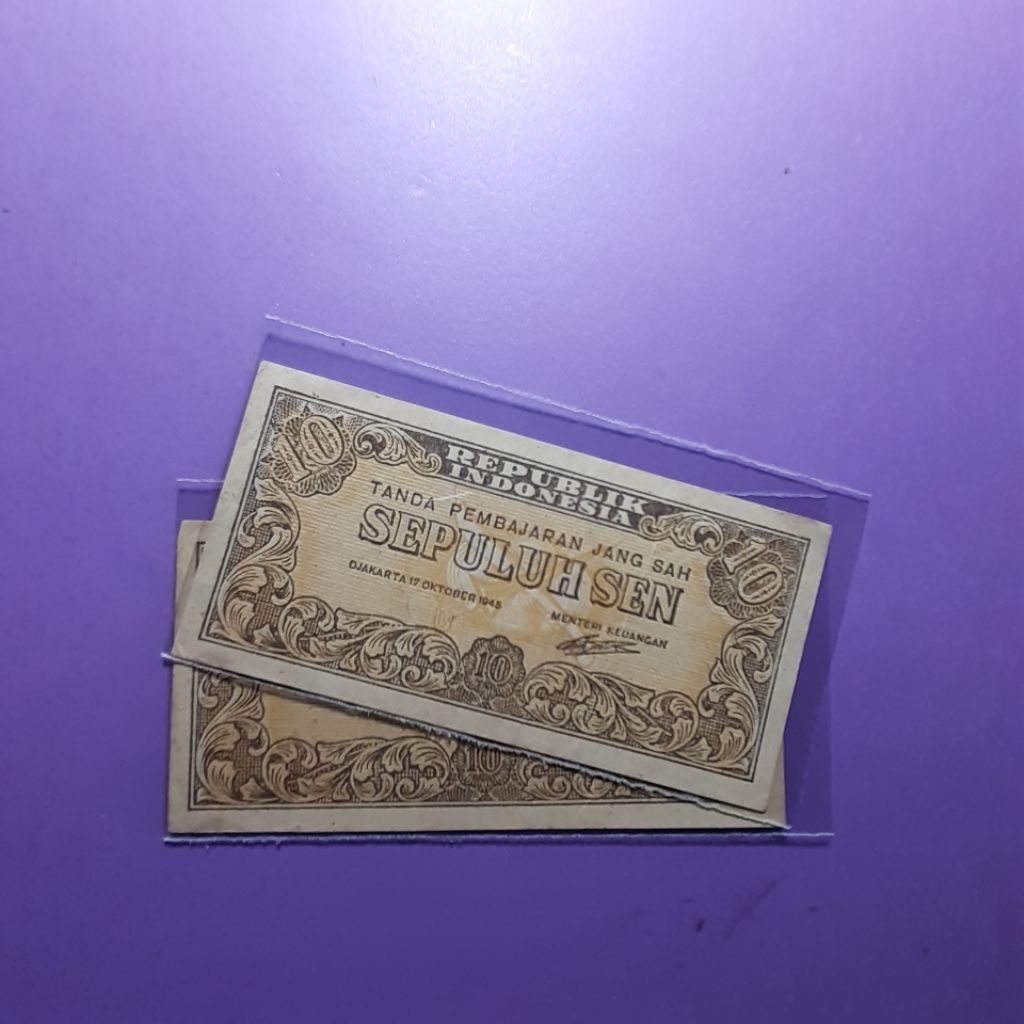 10
REPUBLIK
INDONESIA
10
TANDA PEMBAJARAN JANG SAH
SEPULUH SEN
DJAKARTA 17 OKTOBER 1945
MENTERI KEUANGAN
10
10